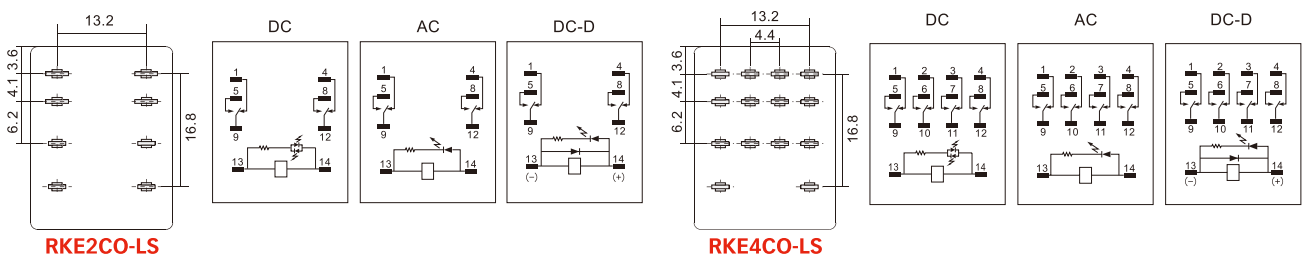 13.2
3.6
4.1
6.2
16.8
RKE2CO-LS
DC
1 4
5 8
9 12
13 14
AC
1 4
5 8
9 12
13 14
DC-D
1 4
5 8
9 12
13 14
(–) (+)
13.2
4.4
3.6
4.1
6.2
16.8
RKE4CO-LS
DC
1 2 3 4
5 6 7 8
9 10 11 12
13 14
AC
1 2 3 4
5 6 7 8
9 10 11 12
13 14
DC-D
1 2 3 4
5 6 7 8
9 10 11 12
13 14
(–) (+)